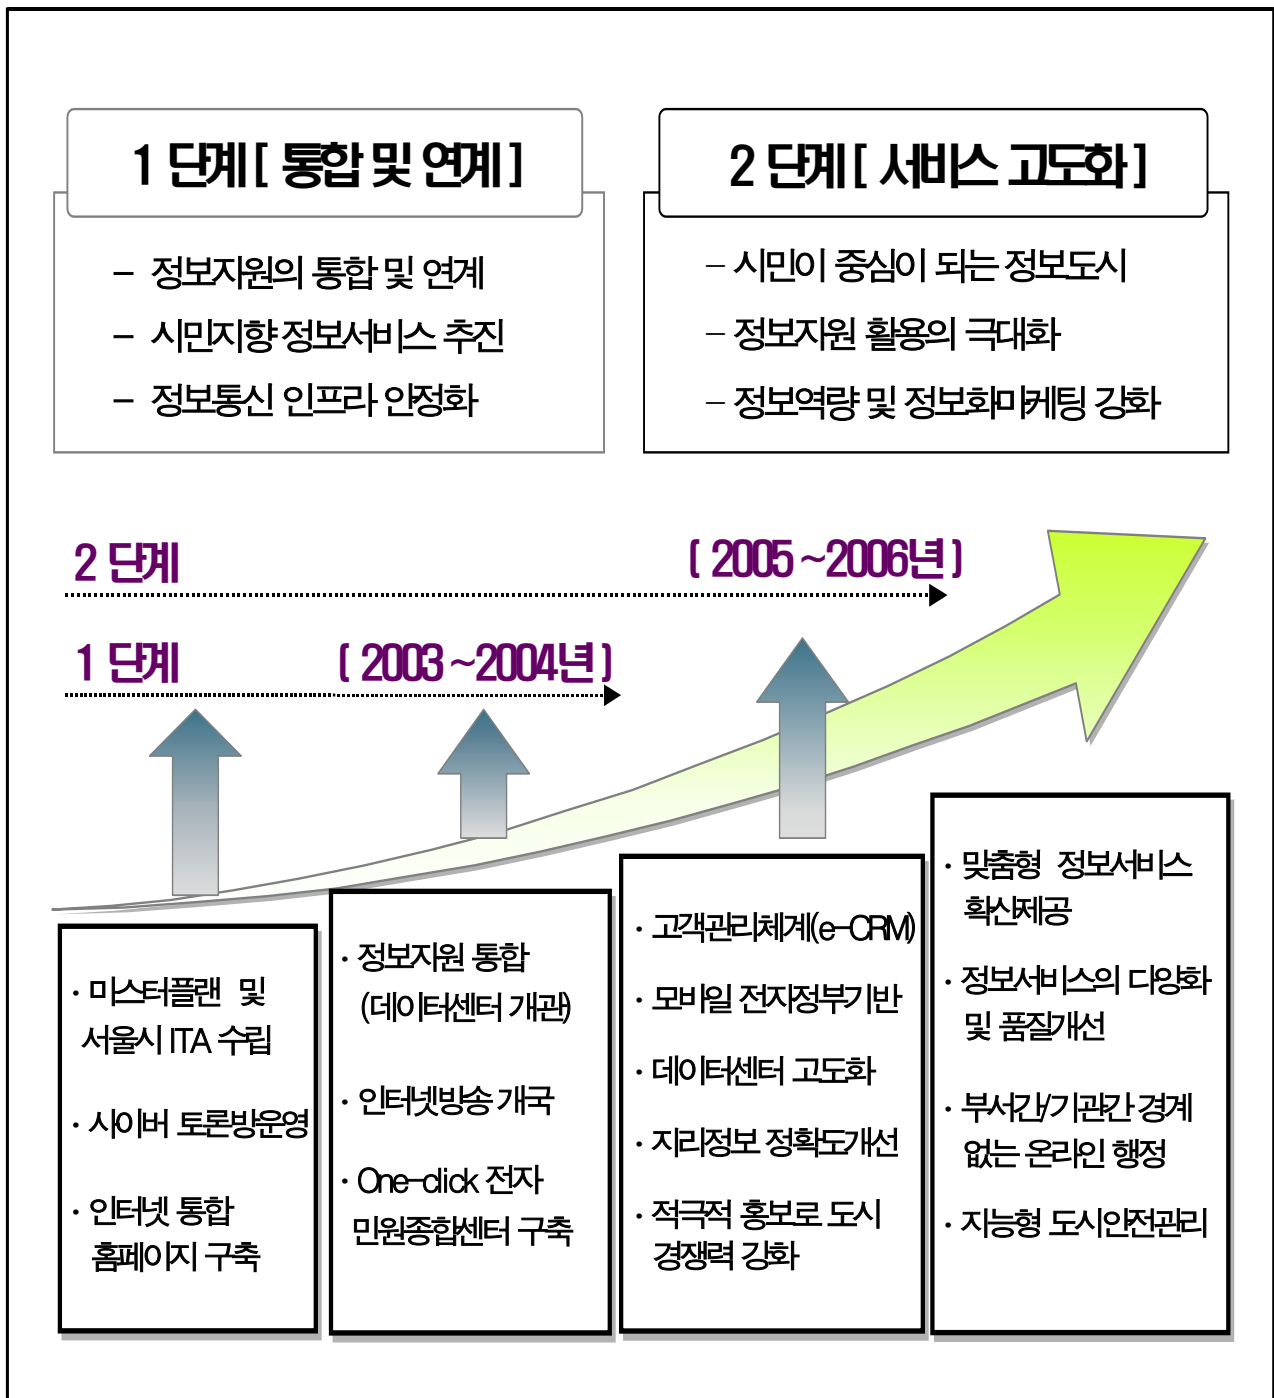 1 단계 [ 통합 및 연계 ]
– 정보자원의 통합 및 연계
– 시민지향 정보서비스 추진
– 정보통신 인프라 안정화
2 단계 [ 서비스 고도화 ]
– 시민이 중심이 되는 정보도시
– 정보자원 활용의 극대화
– 정보역량 및 정보화마케팅 강화
2 단계
[ 2005 ~2006년 ]
1 단계
[ 2003 ~2004년 ]
· 마스터플랜 및
서울시 ITA 수립
· 사이버 토론방운영
· 인터넷 통합
홈페이지 구축
· 정보자원 통합
(데이터센터 개관)
· 인터넷방송 개국
· One-click 전자
민원종합센터 구축
· 고객관리체계(e-CRM)
· 모바일 전자정부기반
· 데이터센터 고도화
· 지리정보 정확도개선
· 적극적 홍보로 도시
경쟁력 강화
· 맞춤형 정보서비스
확산제공
· 정보서비스의 다양화
및 품질개선
· 부서간/기관간 경계
없는 온라인 행정
· 지능형 도시안전관리